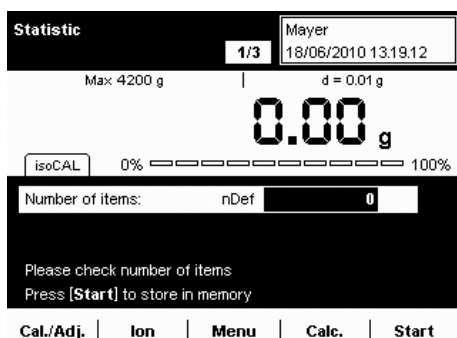 Statistic
1/3
Mayer
18/06/2010 13.19.12
Max 4200 g | d = 0.01 g
0.00 g
isoCAL 0% 100%
Number of items: nDef 0
Please check number of items
Press [Start] to store in memory
Cal./Adj. | Ion | Menu | Calc. | Start